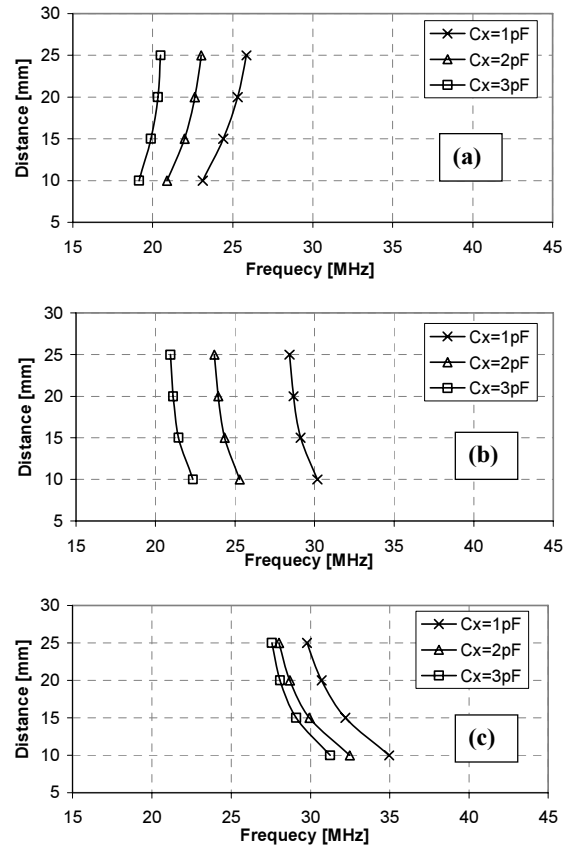 30
25
20
15
10
5
Distance [mm]
15 20 25 30 35 40 45
Frequecy [MHz]
Cx=1pF
Cx=2pF
Cx=3pF
(a)
30
25
20
15
10
5
Distance [mm]
15 20 25 30 35 40 45
Frequecy [MHz]
Cx=1pF
Cx=2pF
Cx=3pF
(b)
30
25
20
15
10
5
Distance [mm]
15 20 25 30 35 40 45
Frequecy [MHz]
Cx=1pF
Cx=2pF
Cx=3pF
(c)